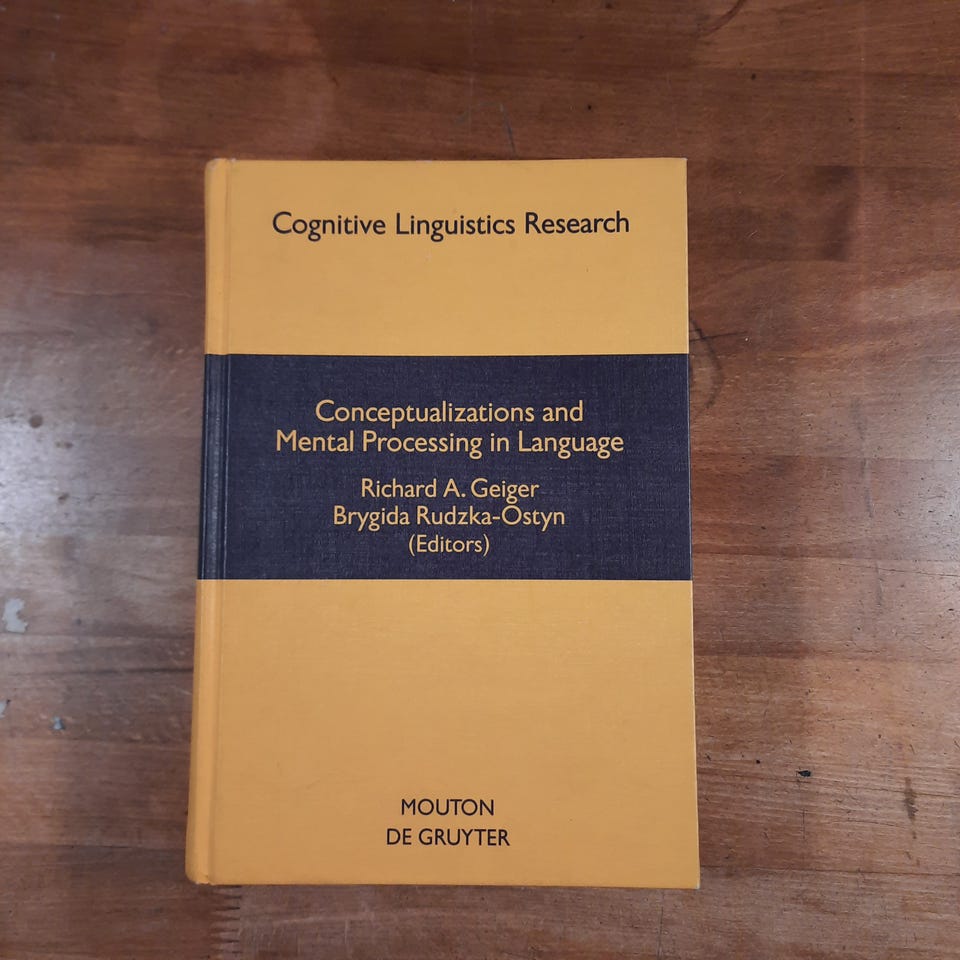 Cognitive Linguistics Research
Conceptualizations and
Mental Processing in Language
Richard A. Geiger
Brygida Rudzka-Ostyn
(Editors)
MOUTON
DE GRUYTER